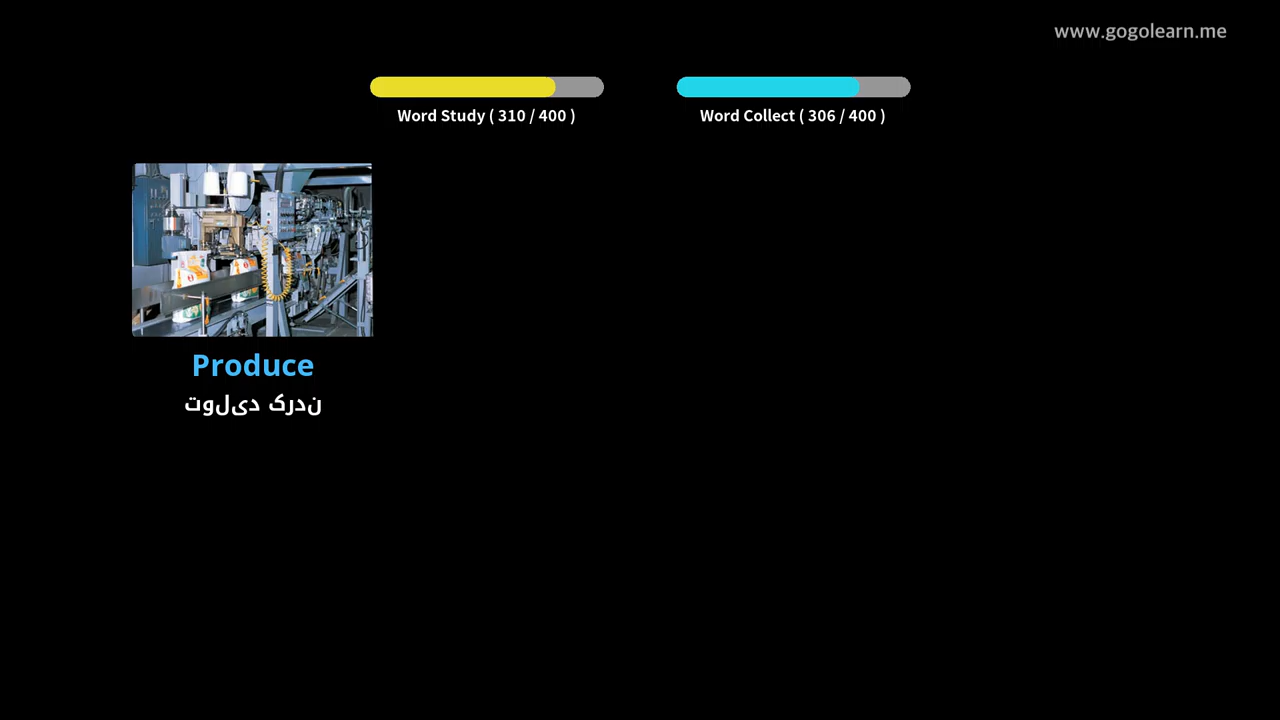 www.gogolearn.me
Word Study ( 310 / 400 )
Word Collect ( 306 / 400 )
Produce
تولید کردن